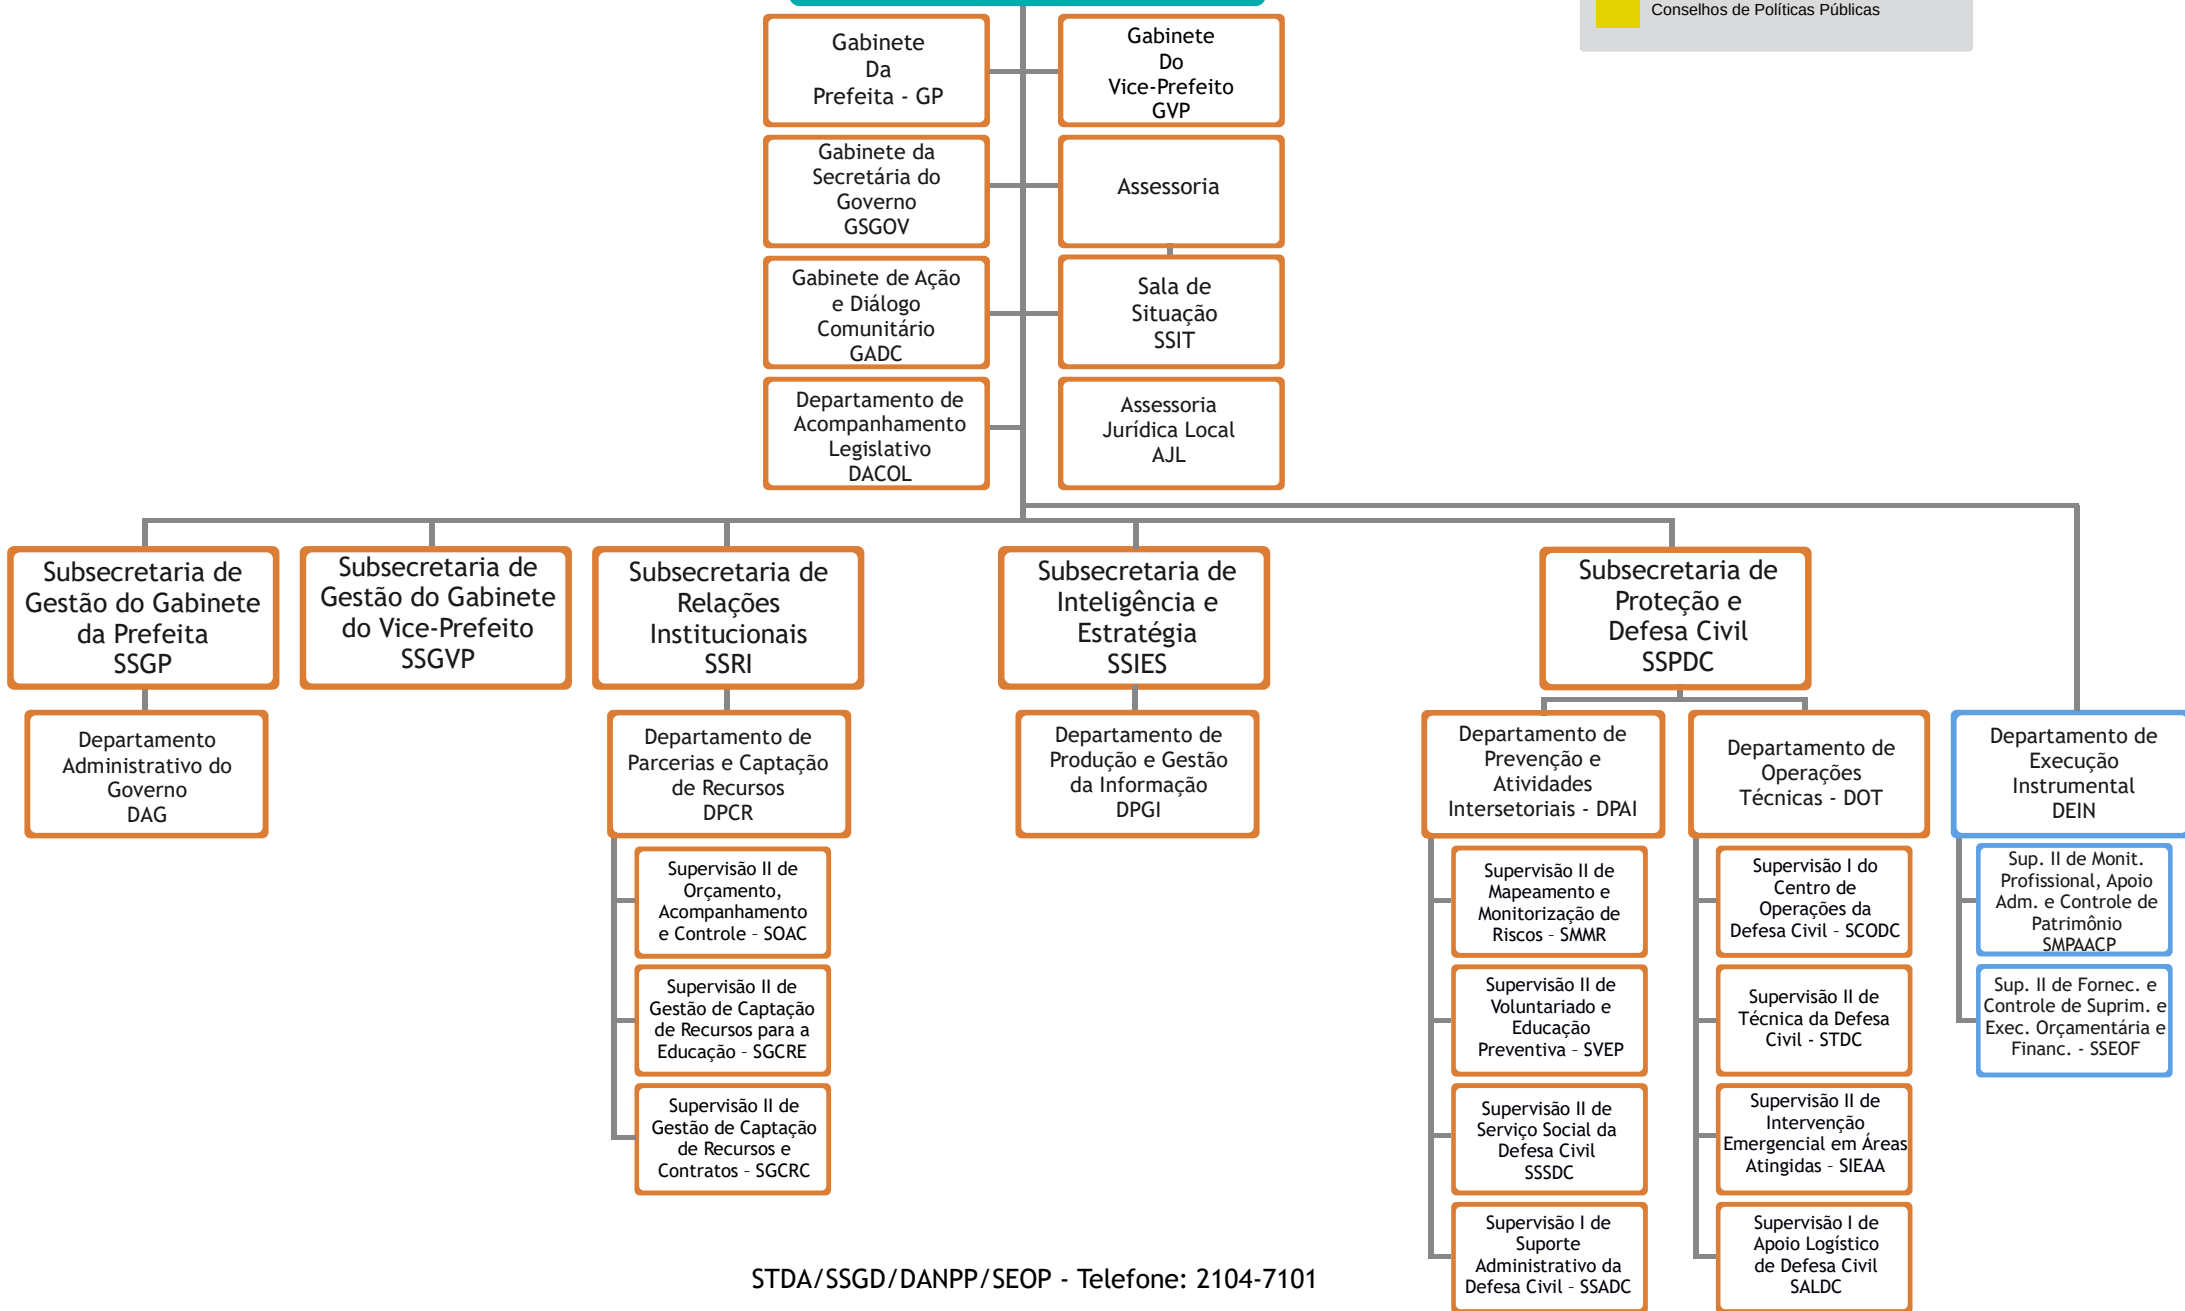 Conselhos de Políticas Públicas
Gabinete
Da
Prefeita - GP
Gabinete
Do
Vice-Prefeito
GVP
Gabinete da
Secretária do
Governo
GSGOV
Assessoria
Gabinete de Ação
e Diálogo
Comunitário
GADC
Sala de
Situação
SSIT
Departamento de
Acompanhamento
Legislativo
DACOL
Assessoria
Jurídica Local
AJL
Subsecretaria de
Gestão do Gabinete
da Prefeita
SSGP
Subsecretaria de
Gestão do Gabinete
do Vice-Prefeito
SSGVP
Subsecretaria de
Relações
Institucionais
SSRI
Subsecretaria de
Inteligência e
Estratégia
SSIES
Subsecretaria de
Proteção e
Defesa Civil
SSPDC
Departamento
Administrativo do
Governo
DAG
Departamento de
Parcerias e Captação
de Recursos
DPCR
Departamento de
Produção e Gestão
da Informação
DPGI
Departamento de
Prevenção e
Atividades
Intersetoriais - DPAI
Departamento de
Operações
Técnicas - DOT
Departamento de
Execução
Instrumental
DEIN
Supervisão II de
Orçamento,
Acompanhamento
e Controle – SOAC
Supervisão II de
Gestão de Captação
de Recursos para a
Educação – SGCRE
Supervisão II de
Gestão de Captação
de Recursos e
Contratos – SGCRC
Supervisão II de
Mapeamento e
Monitorização de
Riscos – SMMR
Supervisão II de
Voluntariado e
Educação
Preventiva – SVEP
Supervisão II de
Serviço Social da
Defesa Civil
SSSDC
Supervisão I de
Suporte
Administrativo da
Defesa Civil – SSADC
Supervisão I do
Centro de
Operações da
Defesa Civil – SCODC
Supervisão II de
Técnica da Defesa
Civil - STDC
Supervisão II de
Intervenção
Emergencial em Áreas
Atingidas – SIEAA
Supervisão I de
Apoio Logístico
de Defesa Civil
SALDC
Sup. II de Monit.
Profissional, Apoio
Adm. e Controle de
Patrimônio
SMPAACP
Sup. II de Fornec. e
Controle de Suprim. e
Exec. Orçamentária e
Financ. - SSEOF
STDA/SSGD/DANPP/SEOP - Telefone: 2104-7101